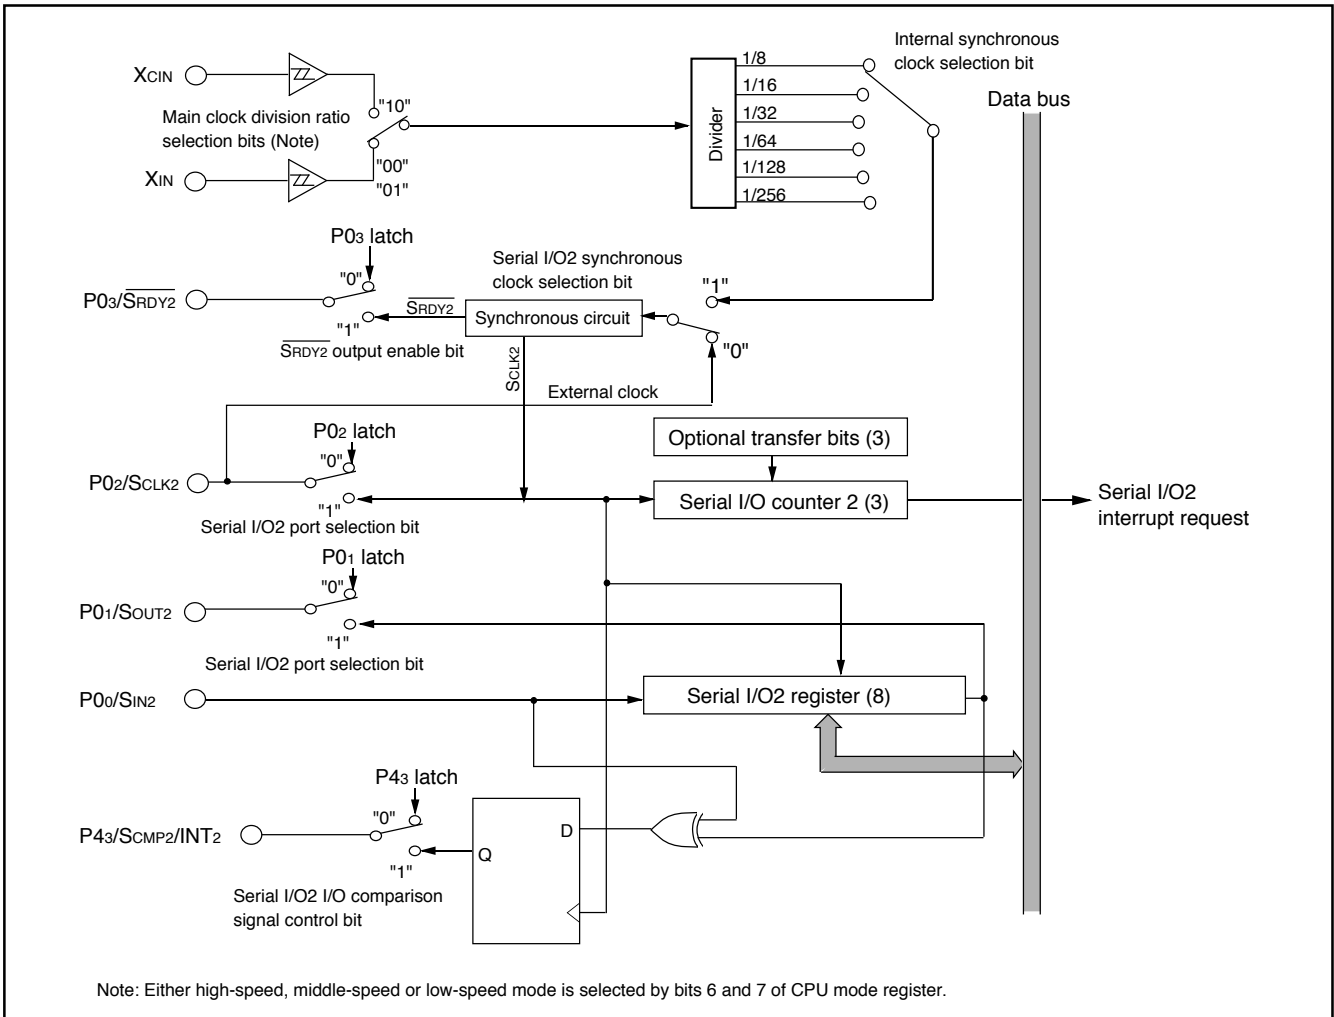 XCIN
Main clock division ratio
selection bits (Note)
"10"
"00"
"01"
XIN
Divider
1/8
1/16
1/32
1/64
1/128
1/256
Internal synchronous
clock selection bit
Data bus
P03 latch
"0"
P03/SRDY2
"1"
SRDY2 output enable bit
SRDY2
Serial I/O2 synchronous
clock selection bit
Synchronous circuit
"1"
"0"
SCLK2
External clock
P02 latch
"0"
P02/SCLK2
"1"
Serial I/O2 port selection bit
Optional transfer bits (3)
Serial I/O counter 2 (3)
Serial I/O2
interrupt request
P01 latch
"0"
P01/SOUT2
"1"
Serial I/O2 port selection bit
P00/SIN2
Serial I/O2 register (8)
P43 latch
"0"
P43/SCMP2/INT2
"1"
Serial I/O2 I/O comparison
signal control bit
D
Q
Note: Either high-speed, middle-speed or low-speed mode is selected by bits 6 and 7 of CPU mode register.